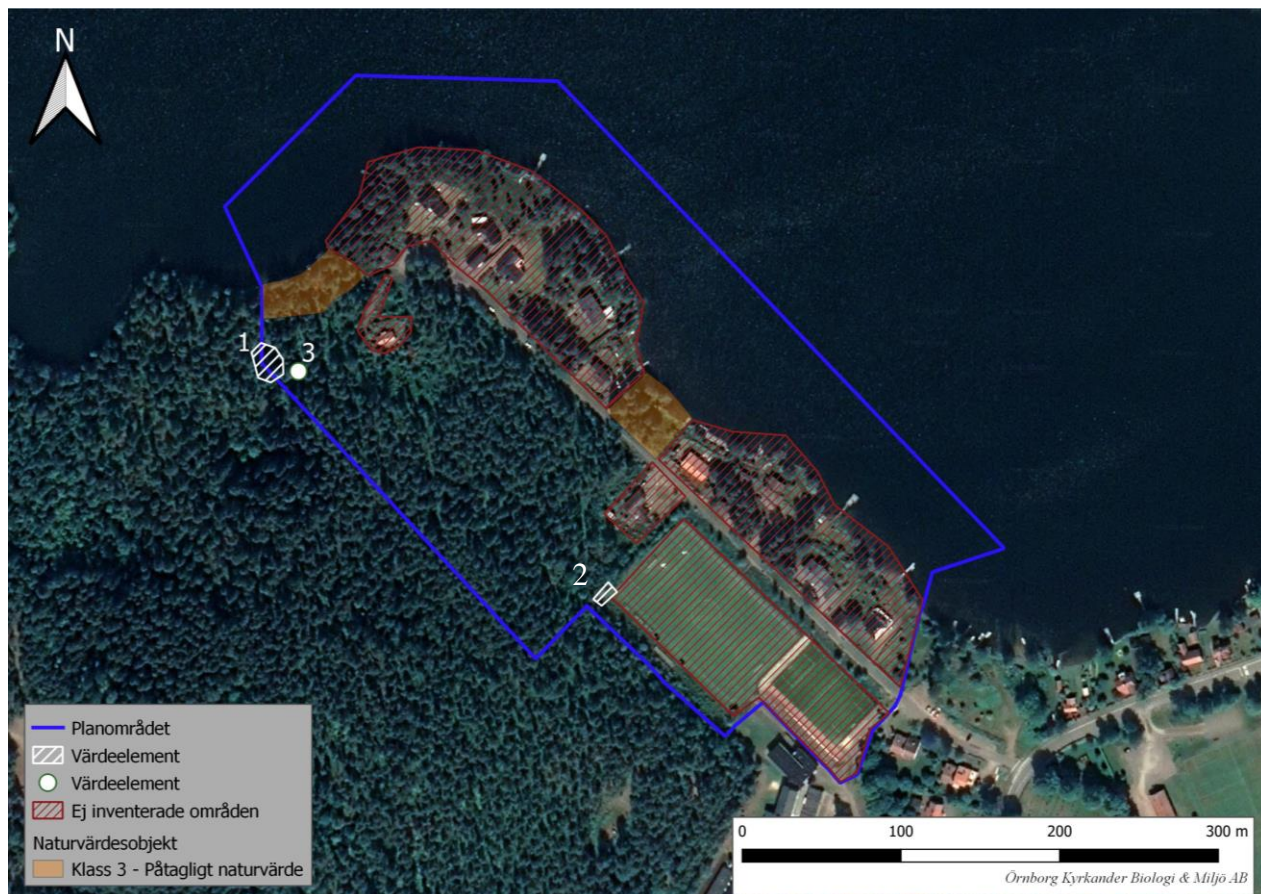 N
1
3
2
Planområdet
Värdeelement
Värdeelement
Ej inventerade områden
Naturvärdesobjekt
Klass 3 - Påtagligt naturvärde
0 100 200 300 m
Örnborg Kyrkander Biologi & Miljö AB